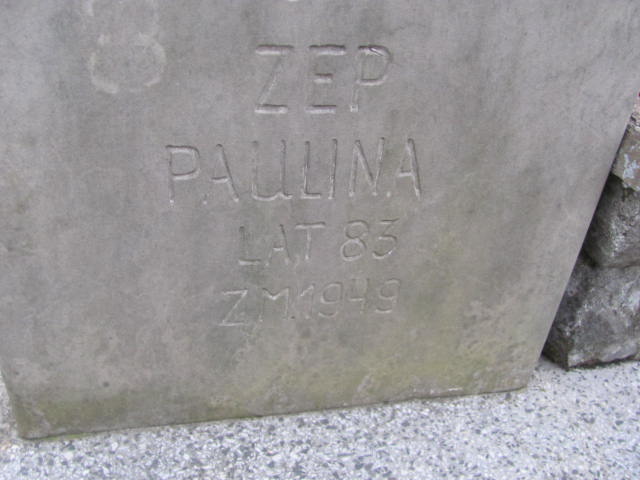 ZEP
PAULINA
LAT 83
ZM.1949